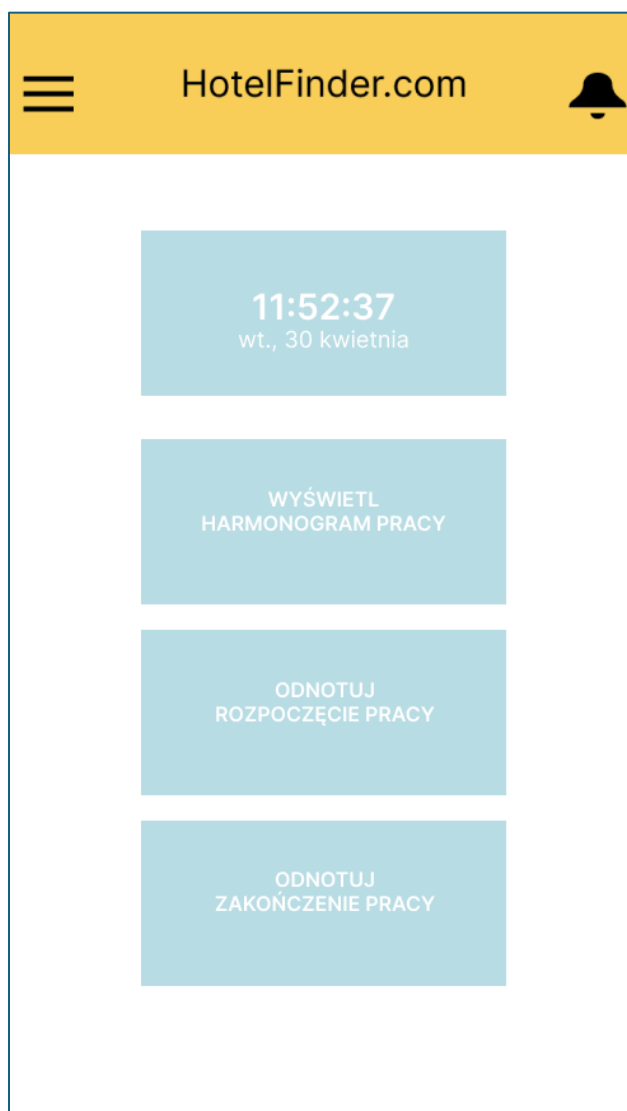 HotelFinder.com
11:52:37
wt., 30 kwietnia
WYŚWIETL
HARMONOGRAM PRACY
ODNOTUJ
ROZPOCZĘCIE PRACY
ODNOTUJ
ZAKOŃCZENIE PRACY